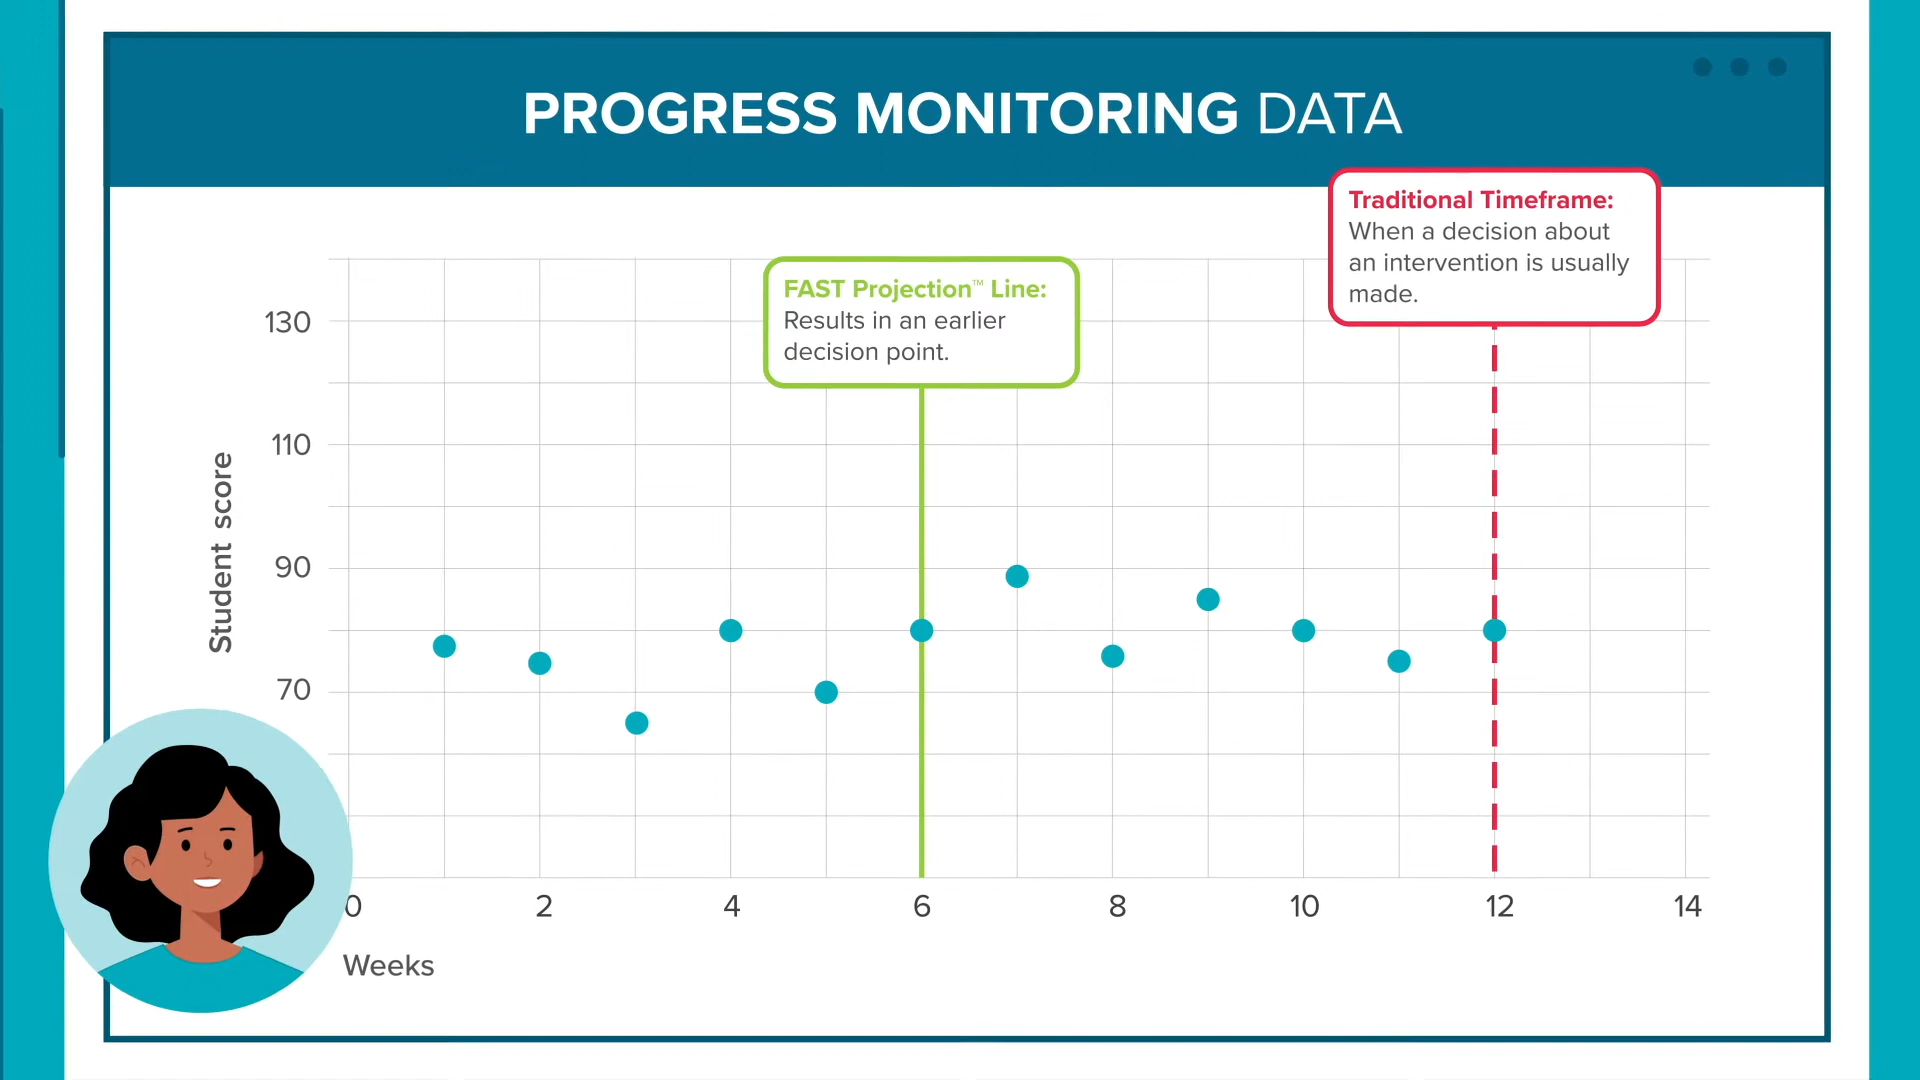 PROGRESS MONITORING DATA
Traditional Timeframe:
When a decision about
an intervention is usually
made.
FAST Projection™ Line:
Results in an earlier
decision point.
130
110
90
70
Student score
0 2 4 6 8 10 12 14
Weeks